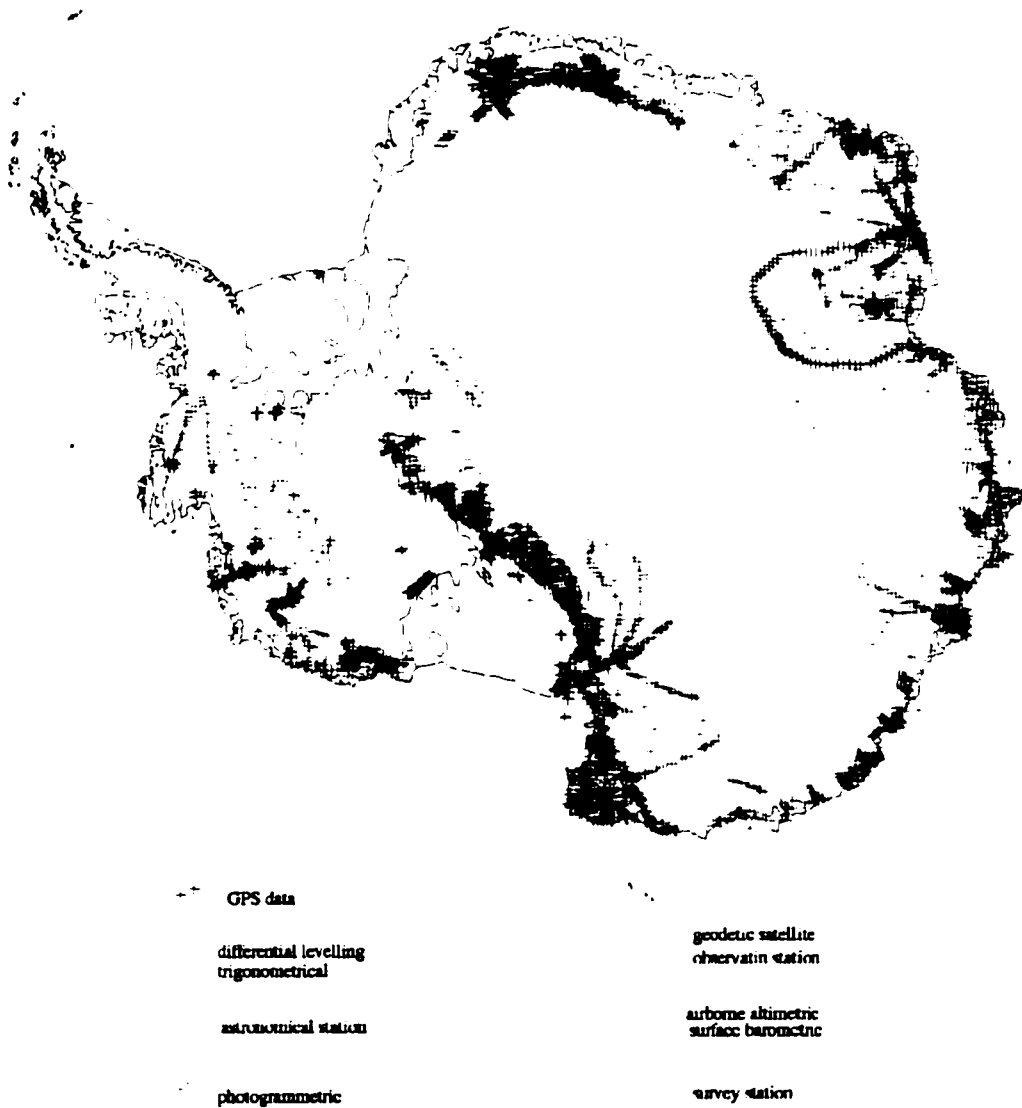 GPS data
differential levelling
trigonometrical
astronomical station
photogrammetric
geodetic satellite
observatin station
airborne altimetric
surface barometric
survey station